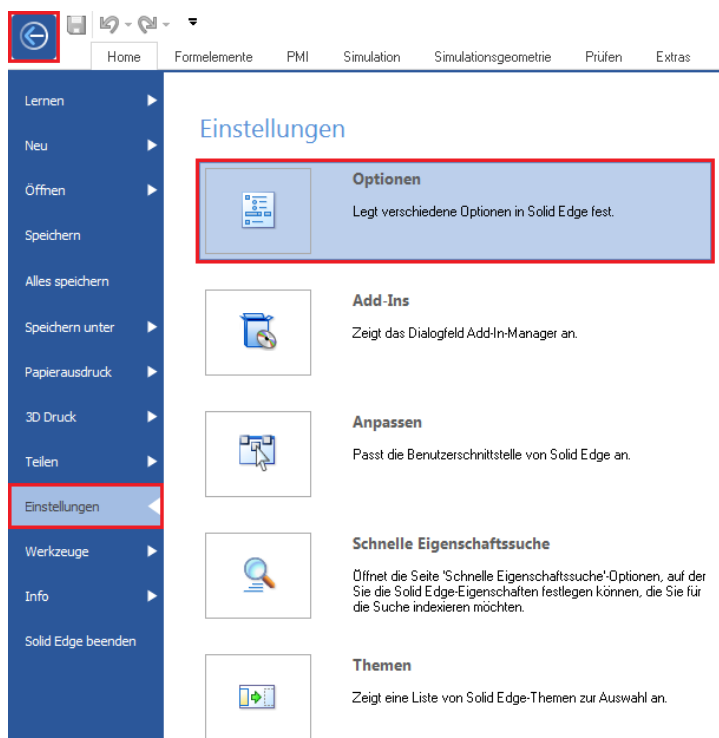 Home Formelemente PMI Simulation Simulationsgeometrie Prüfen Extras
Lernen
Neu
Öffnen
Speichern
Alles speichern
Speichern unter
Papierausdruck
3D Druck
Teilen
Einstellungen
Werkzeuge
Info
Solid Edge beenden
Einstellungen
Optionen
Legt verschiedene Optionen in Solid Edge fest.
Add-Ins
Zeigt das Dialogfeld Add-In-Manager an.
Anpassen
Passt die Benutzerschnittstelle von Solid Edge an.
Schnelle Eigenschaftssuche
Öffnet die Seite 'Schnelle Eigenschaftssuche'-Optionen, auf der
Sie die Solid Edge-Eigenschaften festlegen können, die Sie für
die Suche indexieren möchten.
Themen
Zeigt eine Liste von Solid Edge-Themen zur Auswahl an.